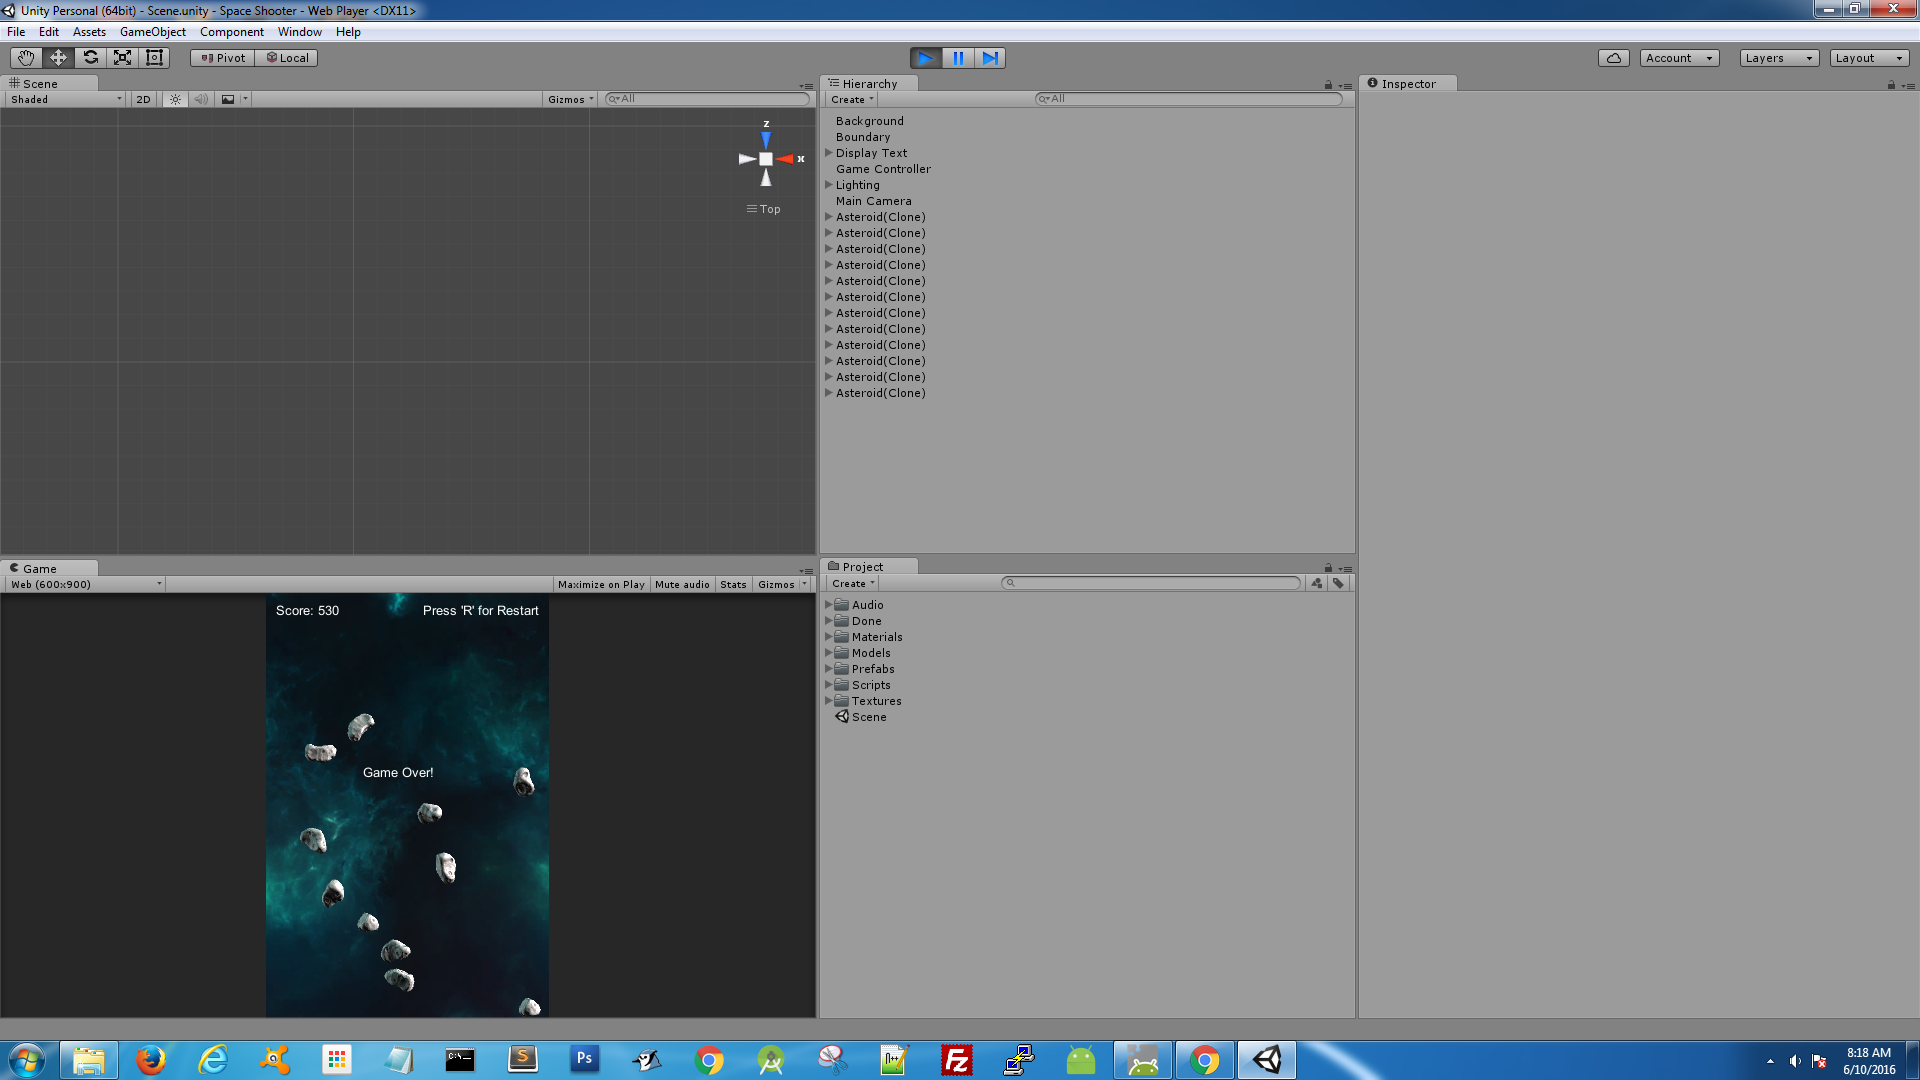 Unity Personal (64bit) - Scene.unity - Space Shooter - Web Player <DX11>
File Edit Assets GameObject Component Window Help
Pivot Local Account Layers Layout
Scene
Shaded 2D Gizmos All
z
x
Top
Hierarchy
Create All
Background
Boundary
Display Text
Game Controller
Lighting
Main Camera
Asteroid(Clone)
Asteroid(Clone)
Asteroid(Clone)
Asteroid(Clone)
Asteroid(Clone)
Asteroid(Clone)
Asteroid(Clone)
Asteroid(Clone)
Asteroid(Clone)
Asteroid(Clone)
Asteroid(Clone)
Asteroid(Clone)
Inspector
Game
Web (600x900) Maximize on Play Mute audio Stats Gizmos
Score: 530 Press 'R' for Restart
Game Over!
Project
Create
Audio
Done
Materials
Models
Prefabs
Scripts
Textures
Scene
C:\
S
Ps
n++
Fz
8:18 AM
6/10/2016